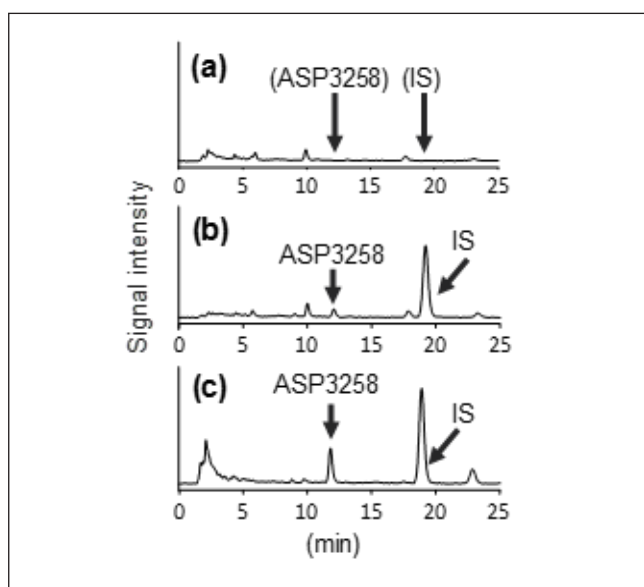 (a)
(ASP3258) (IS)
0 5 10 15 20 25
(b)
ASP3258
IS
0 5 10 15 20 25
(c)
ASP3258
IS
0 5 10 15 20 25
(min)
Signal intensity